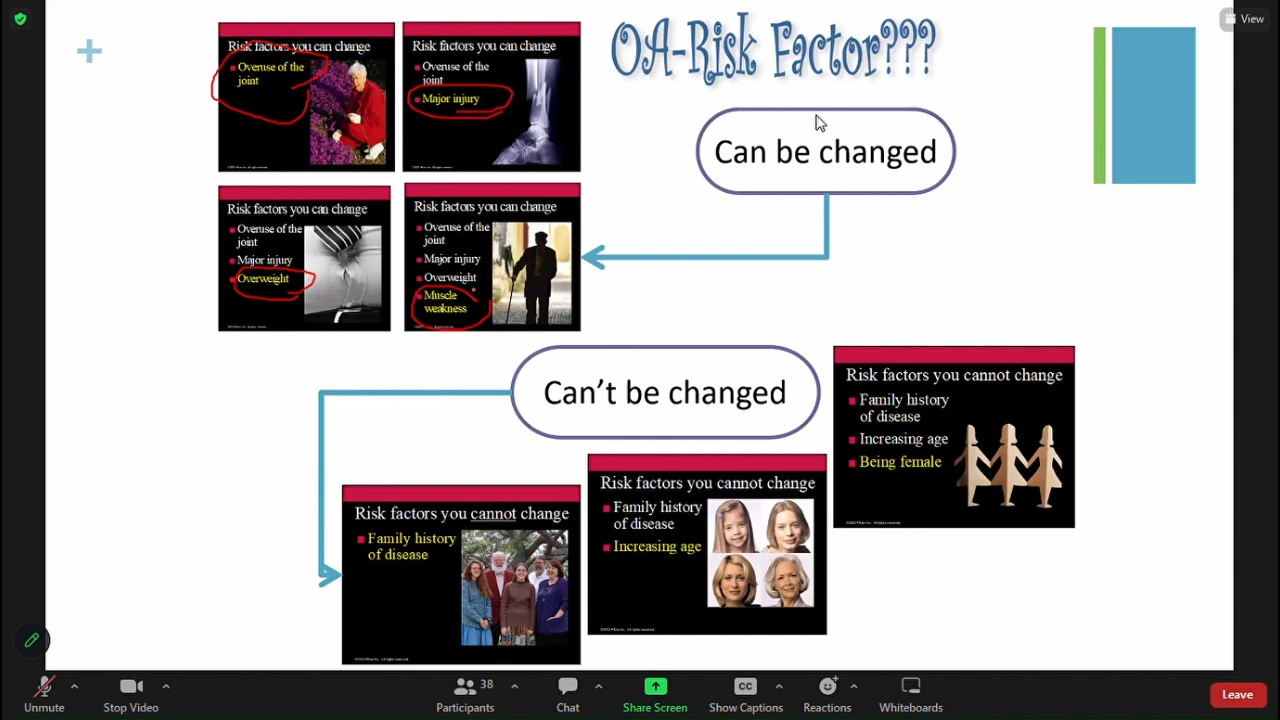 View
OA-Risk Factor???
Risk factors you can change
Overuse of the
joint
Risk factors you can change
Overuse of the
joint
Major injury
Can be changed
Risk factors you can change
Overuse of the
joint
Major injury
Overweight
Risk factors you can change
Overuse of the
joint
Major injury
Overweight
Muscle
weakness
Can’t be changed
Risk factors you cannot change
Family history
of disease
Increasing age
Being female
Risk factors you cannot change
Family history
of disease
Increasing age
Risk factors you cannot change
Family history
of disease
Unmute
Stop Video
38
Participants
Chat
Share Screen
CC
Show Captions
Reactions
Whiteboards
Leave